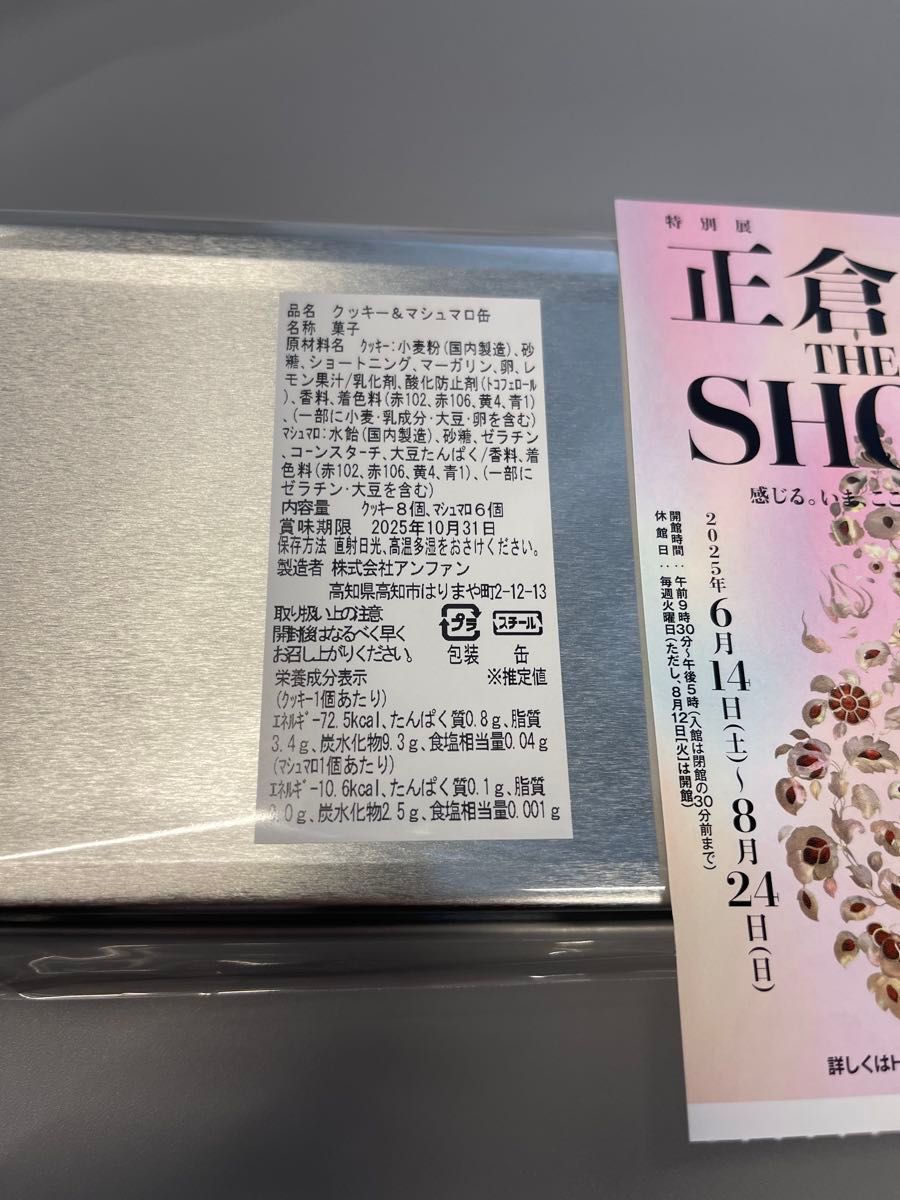 品名 クッキー&マシュマロ缶
名称 菓子
原材料名 クッキー:小麦粉(国内製造)、砂
糖、ショートニング、マーガリン、卵、レ
モン果汁/乳化剤、酸化防止剤(トコフェロール
)、香料、着色料(赤102、赤106、黄4、青1)
、(一部に小麦・乳成分・大豆・卵を含む)
マシュマロ:水飴(国内製造)、砂糖、ゼラチン
、コーンスターチ、大豆たんぱく/香料、着
色料(赤102、赤106、黄4、青1)、(一部に
ゼラチン・大豆を含む)
内容量 クッキー8個、マシュマロ6個
賞味期限 2025年10月31日
保存方法 直射日光、高温多湿をおさけください。
製造者 株式会社アンファン
高知県高知市はりまや町2-12-13
取り扱い上の注意
開封後はなるべく早く
お召し上がりください。
プラ
包装
スチール
缶
栄養成分表示 ※推定値
(クッキー1個あたり)
エネルギー72.5kcal、たんぱく質0.8g、脂質
3.4g、炭水化物9.3g、食塩相当量0.04g
(マシュマロ1個あたり)
エネルギー10.6kcal、たんぱく質0.1g、脂質
0.0g、炭水化物2.5g、食塩相当量0.001g
特別展
正倉
THE
SHO
感じる。いま、ここ
2025年6月14日(土)~8月24日(日)
開館時間:午前9時30分~午後5時(入館は閉館の30分前まで)
休館日:毎週火曜日(ただし、8月12日[火]は開館)
詳しくは